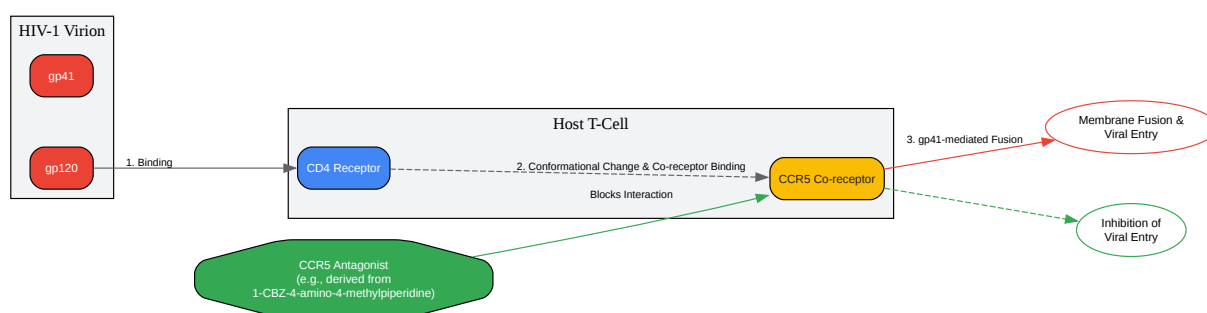 HIV-1 Virion
gp41
gp120
1. Binding
Host T-Cell
CD4 Receptor
2. Conformational Change & Co-receptor Binding
Blocks Interaction
CCR5 Co-receptor
3. gp41-mediated Fusion
Membrane Fusion &
Viral Entry
Inhibition of
Viral Entry
CCR5 Antagonist
(e.g., derived from
1-CBZ-4-amino-4-methylpiperidine)